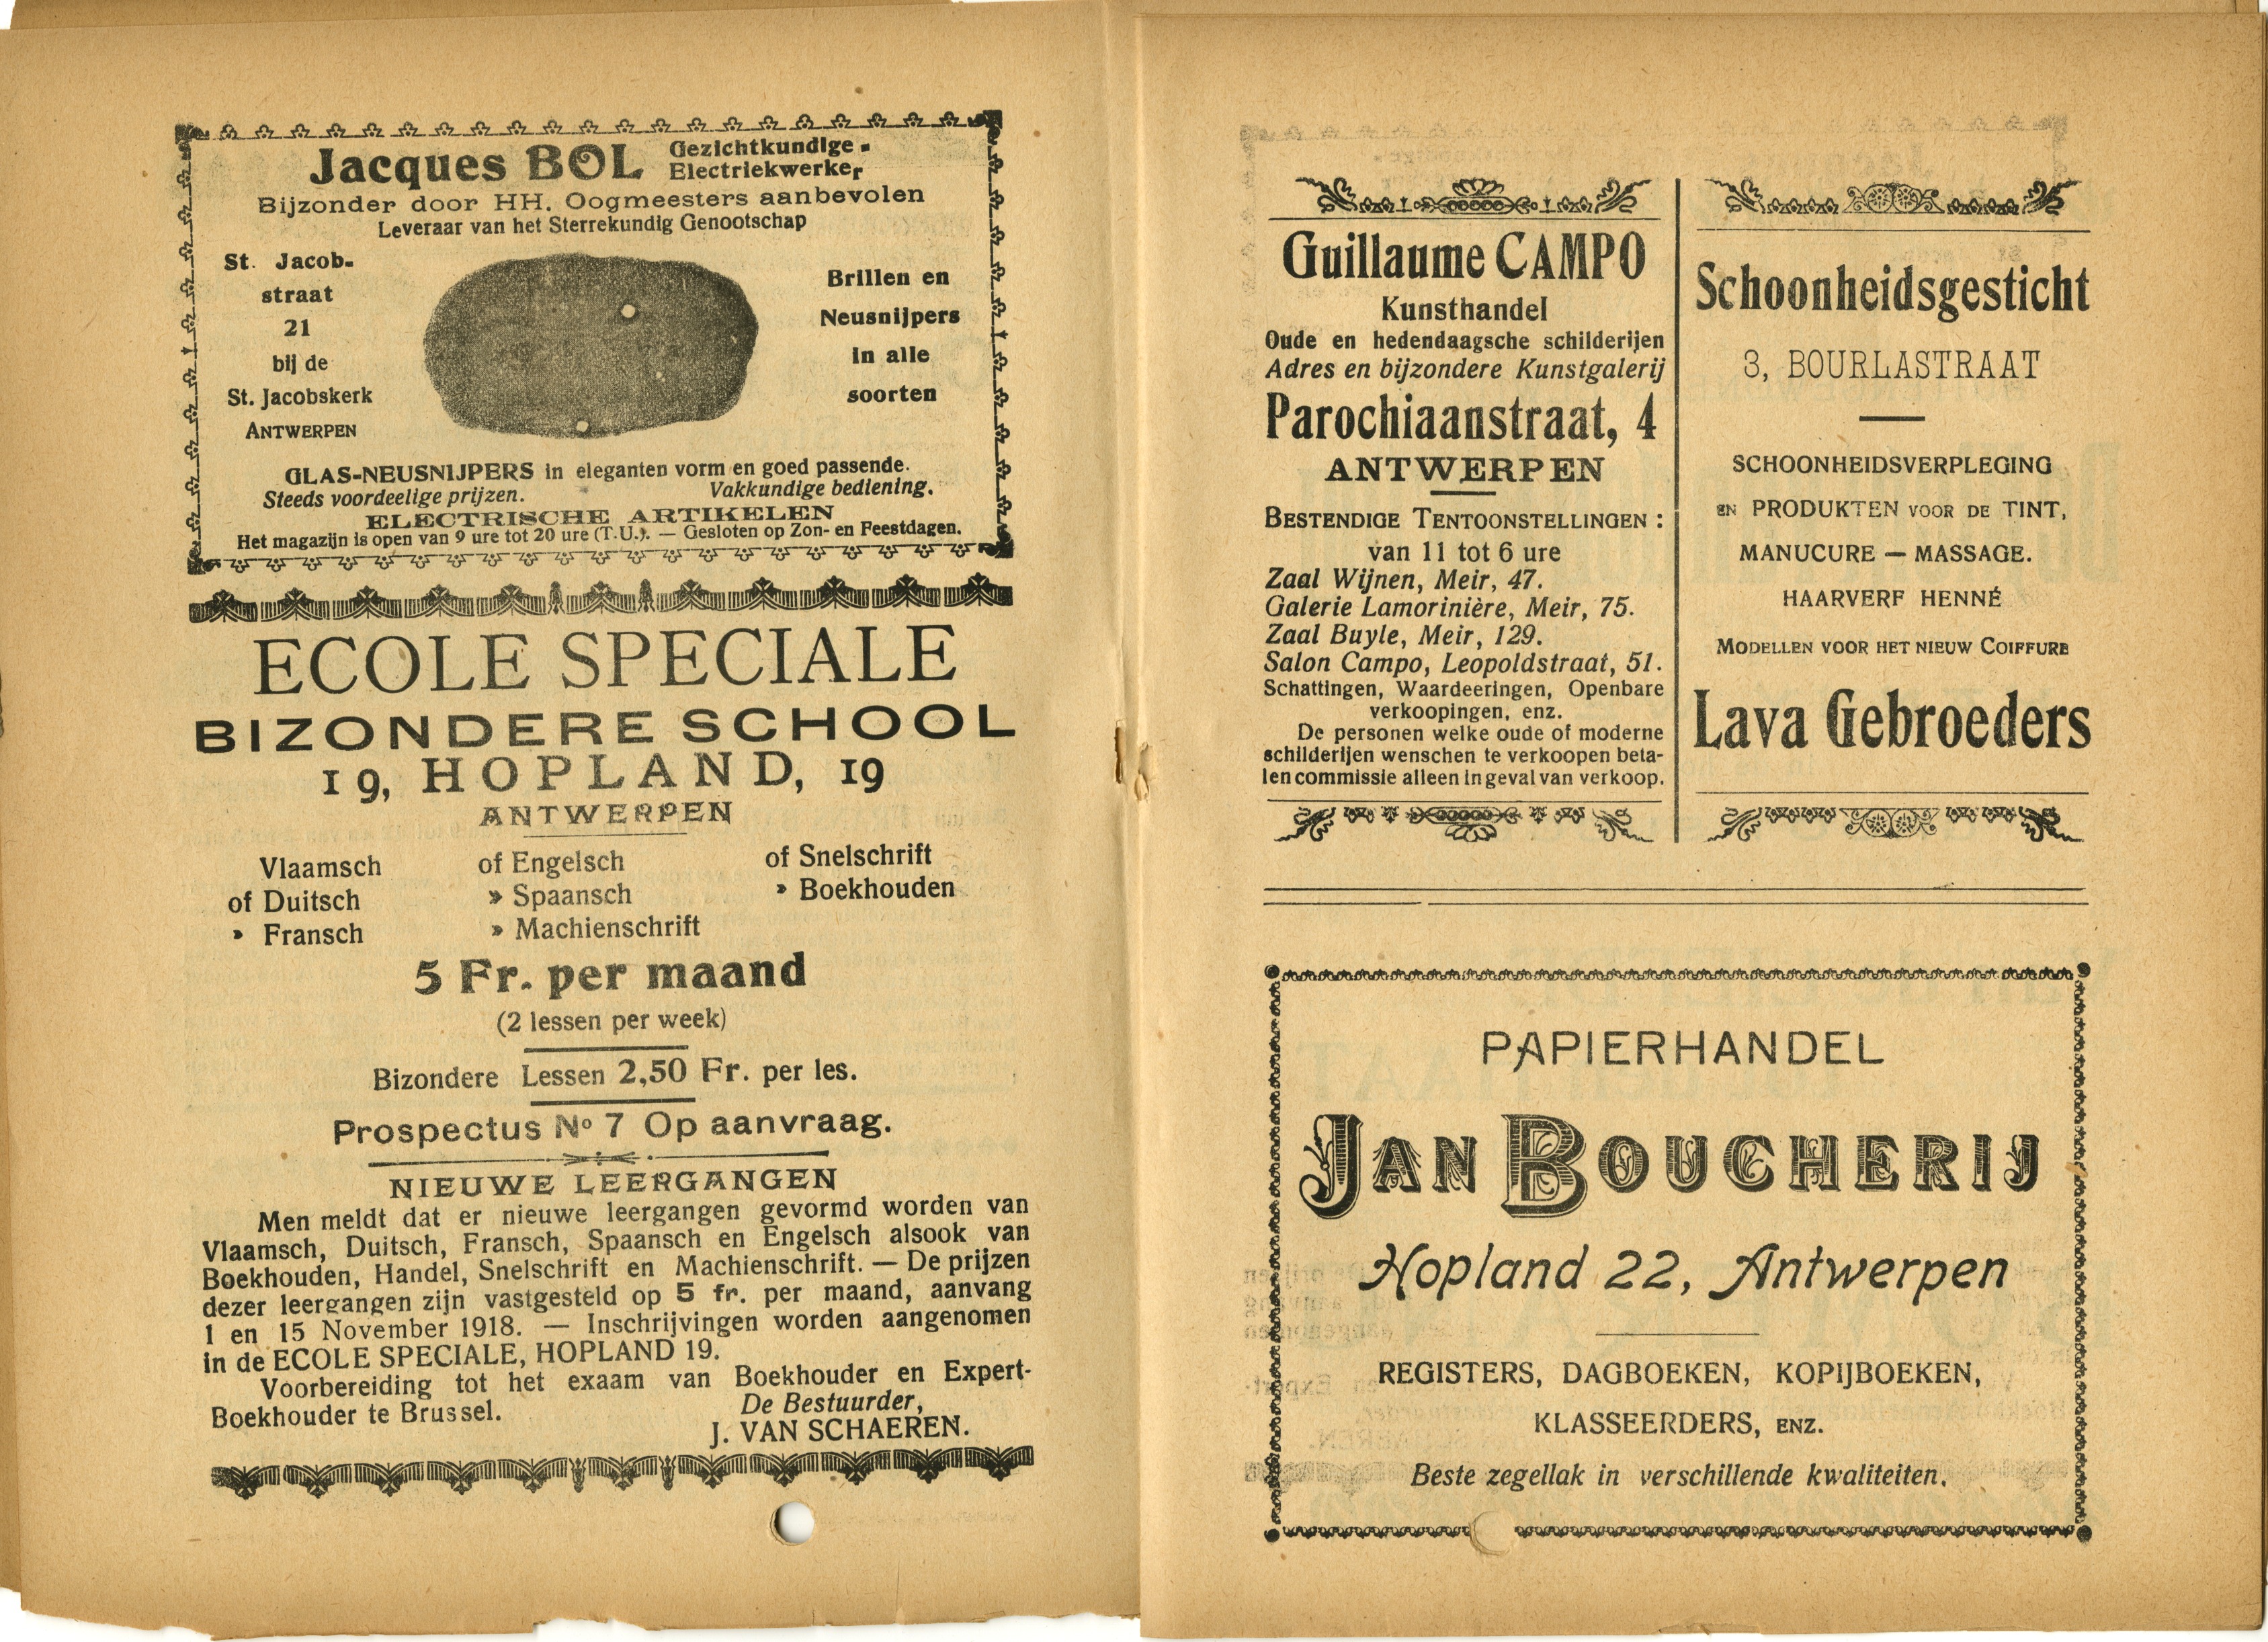 Jacques BOL
Gezichtkundige -
Electriekwerker
Bijzonder door HH. Oogmeesters aanbevolen
Leveraar van het Sterrekundig Genootschap
St. Jacob-
straat
21
bij de
St. Jacobskerk
ANTWERPEN
Brillen en
Neusnijpers
in alle
soorten
GLAS-NEUSNIJPERS in eleganten vorm en goed passende.
Steeds voordeelige prijzen. Vakkundige bediening.
ELECTRISCHE ARTIKELEN
Het magazijn is open van 9 ure tot 20 ure (T.U.). — Gesloten op Zon- en Feestdagen.
ECOLE SPECIALE
BIZONDERE SCHOOL
19, HOPLAND, 19
ANTWERPEN
Vlaamsch of Engelsch of Snelschrift
of Duitsch » Spaansch » Boekhouden
» Fransch » Machienschrift
5 Fr. per maand
(2 lessen per week)
Bizondere Lessen 2,50 Fr. per les.
Prospectus Nº 7 Op aanvraag.
NIEUWE LEERGANGEN
Men meldt dat er nieuwe leergangen gevormd worden van
Vlaamsch, Duitsch, Fransch, Spaansch en Engelsch alsook van
Boekhouden, Handel, Snelschrift en Machienschrift. — De prijzen
dezer leergangen zijn vastgesteld op 5 fr. per maand, aanvang
1 en 15 November 1918. — Inschrijvingen worden aangenomen
in de ECOLE SPECIALE, HOPLAND 19.
Voorbereiding tot het exaam van Boekhouder en Expert-
Boekhouder te Brussel.
De Bestuurder,
J. VAN SCHAEREN.
Guillaume CAMPO
Kunsthandel
Oude en hedendaagsche schilderijen
Adres en bijzondere Kunstgalerij
Parochiaanstraat, 4
ANTWERPEN
BESTENDIGE TENTOONSTELLINGEN :
van 11 tot 6 ure
Zaal Wijnen, Meir, 47.
Galerie Lamorinière, Meir, 75.
Zaal Buyle, Meir, 129.
Salon Campo, Leopoldstraat, 51.
Schattingen, Waardeeringen, Openbare
verkoopingen, enz.
De personen welke oude of moderne
schilderijen wenschen te verkoopen beta-
len commissie alleen in geval van verkoop.
Schoonheidsgesticht
3, BOURLASTRAAT
SCHOONHEIDSVERPLEGING
EN PRODUKTEN VOOR DE TINT,
MANUCURE — MASSAGE.
HAARVERF HENNÉ
MODELLEN VOOR HET NIEUW COIFFURE
Lava Gebroeders
PAPIERHANDEL
JAN BOUCHERIJ
Hopland 22, Antwerpen
REGISTERS, DAGBOEKEN, KOPIJBOEKEN,
KLASSEERDERS, ENZ.
Beste zegellak in verschillende kwaliteiten.